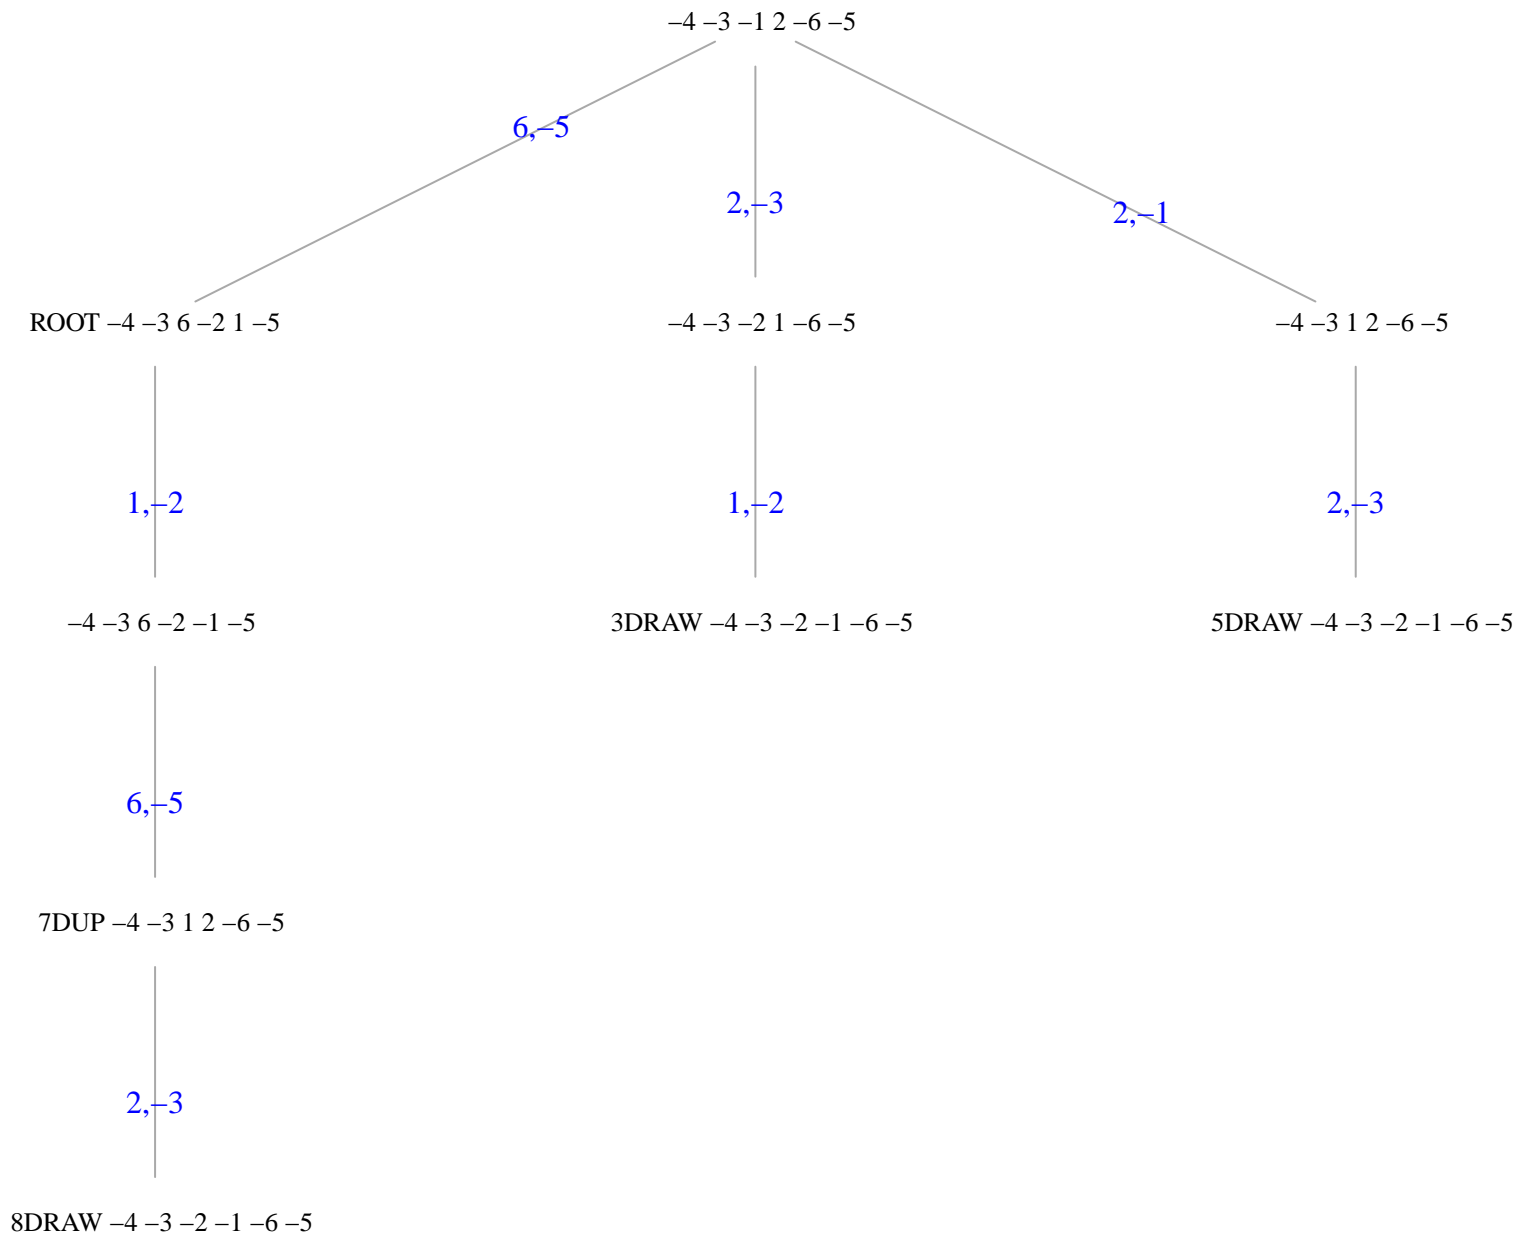 –4 –3 –1 2 –6 –5
6,–5
2,–3
2,–1
ROOT –4 –3 6 –2 1 –5
–4 –3 –2 1 –6 –5
–4 –3 1 2 –6 –5
1,–2
1,–2
2,–3
–4 –3 6 –2 –1 –5
3DRAW –4 –3 –2 –1 –6 –5
5DRAW –4 –3 –2 –1 –6 –5
6,–5
7DUP –4 –3 1 2 –6 –5
2,–3
8DRAW –4 –3 –2 –1 –6 –5